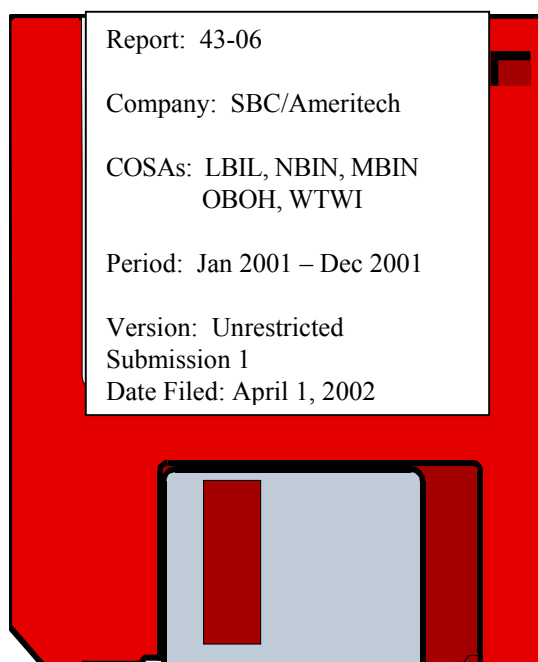 Report: 43-06
Company: SBC/Ameritech
COSAs: LBIL, NBIN, MBIN
OBOH, WTWI
Period: Jan 2001 – Dec 2001
Version: Unrestricted
Submission 1
Date Filed: April 1, 2002